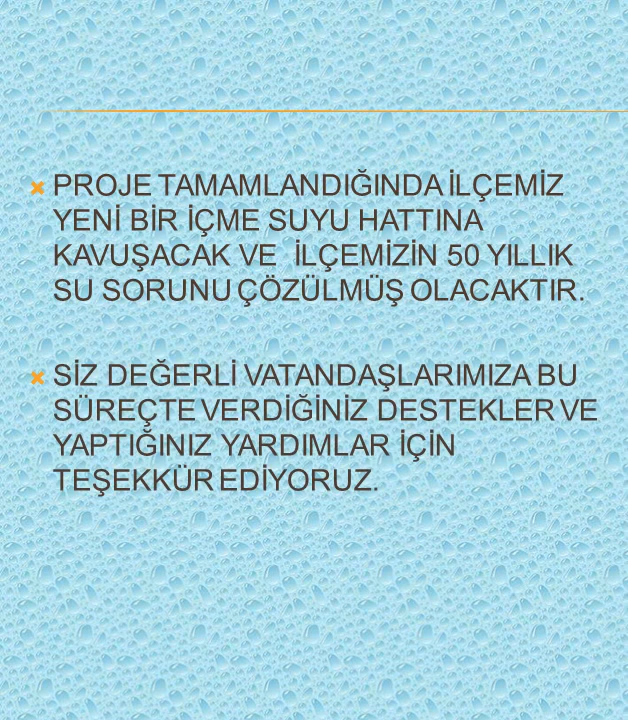 PROJE TAMAMLANDIĞINDA İLÇEMİZ
YENİ BİR İÇME SUYU HATTINA
KAVUŞACAK VE İLÇEMİZİN 50 YILLIK
SU SORUNU ÇÖZÜLMÜŞ OLACAKTIR.
SİZ DEĞERLİ VATANDAŞLARIMIZA BU
SÜREÇTE VERDİĞİNİZ DESTEKLER VE
YAPTIĞINIZ YARDIMLAR İÇİN
TEŞEKKÜR EDİYORUZ.